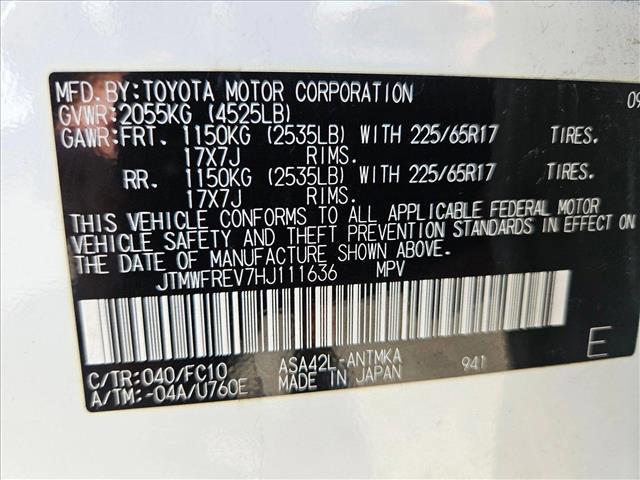 MFD. BY: TOYOTA MOTOR CORPORATION 09
GVWR: 2055KG (4525LB)
GAWR: FRT. 1150KG (2535LB) WITH 225/65R17 TIRES.
17X7J RIMS.
RR. 1150KG (2535LB) WITH 225/65R17 TIRES.
17X7J RIMS.
THIS VEHICLE CONFORMS TO ALL APPLICABLE FEDERAL MOTOR
VEHICLE SAFETY AND THEFT PREVENTION STANDARDS IN EFFECT ON
THE DATE OF MANUFACTURE SHOWN ABOVE.
JTMWFREV7HJ111636 MPV
C/TR: 040/FC10 ASA42L-ANTMKA 941 E
A/TM: -04A/U760E MADE IN JAPAN